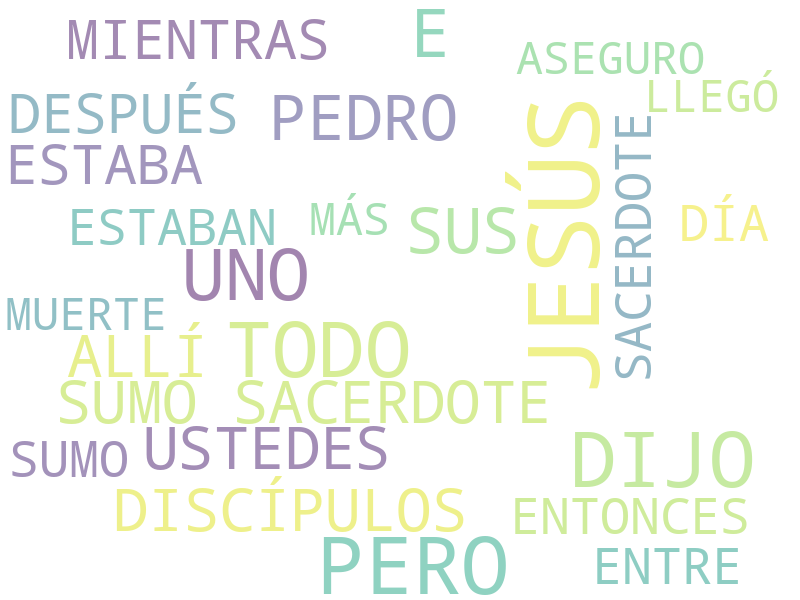 MIENTRAS
E
ASEGURO
LLEGÓ
DESPUÉS
PEDRO
ESTABA
JESÚS
SACERDOTE
ESTABAN
MÁS
SUS
DÍA
UNO
MUERTE
ALLÍ
TODO
SUMO SACERDOTE
SUMO
USTEDES
DIJO
DISCÍPULOS
ENTONCES
PERO
ENTRE